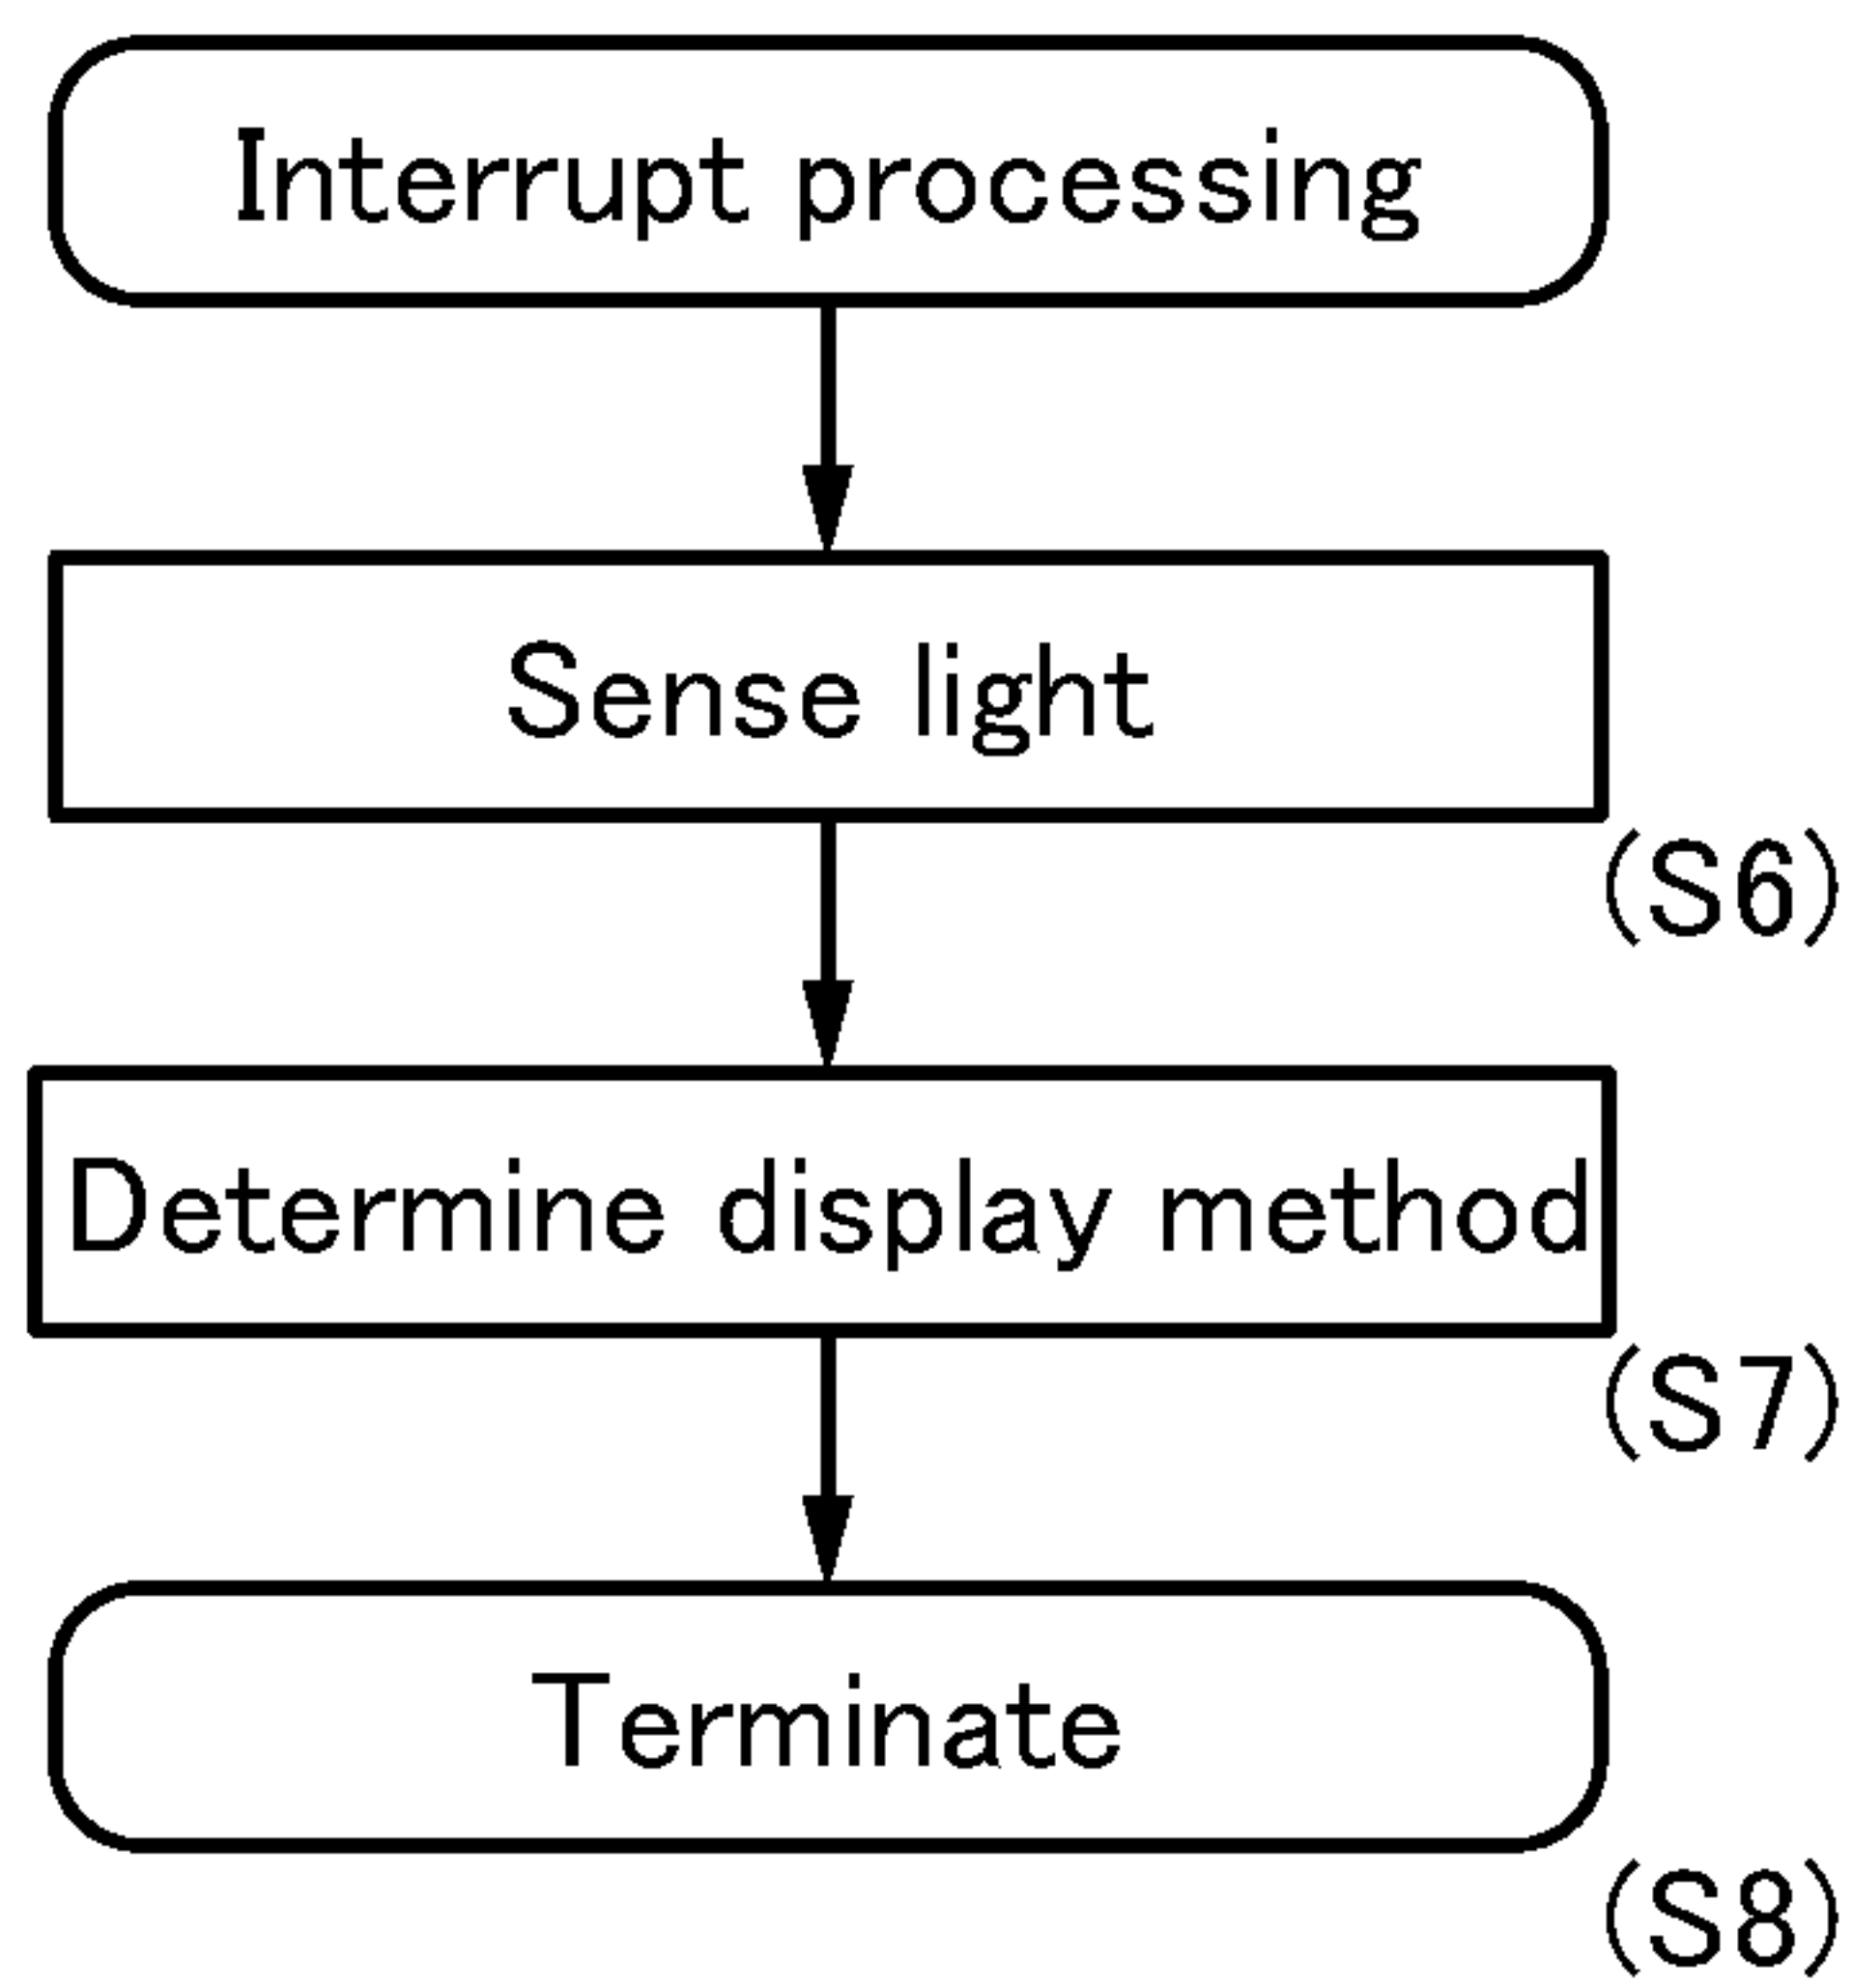 Interrupt processing
Sense light
(S6)
Determine display method
(S7)
Terminate
(S8)